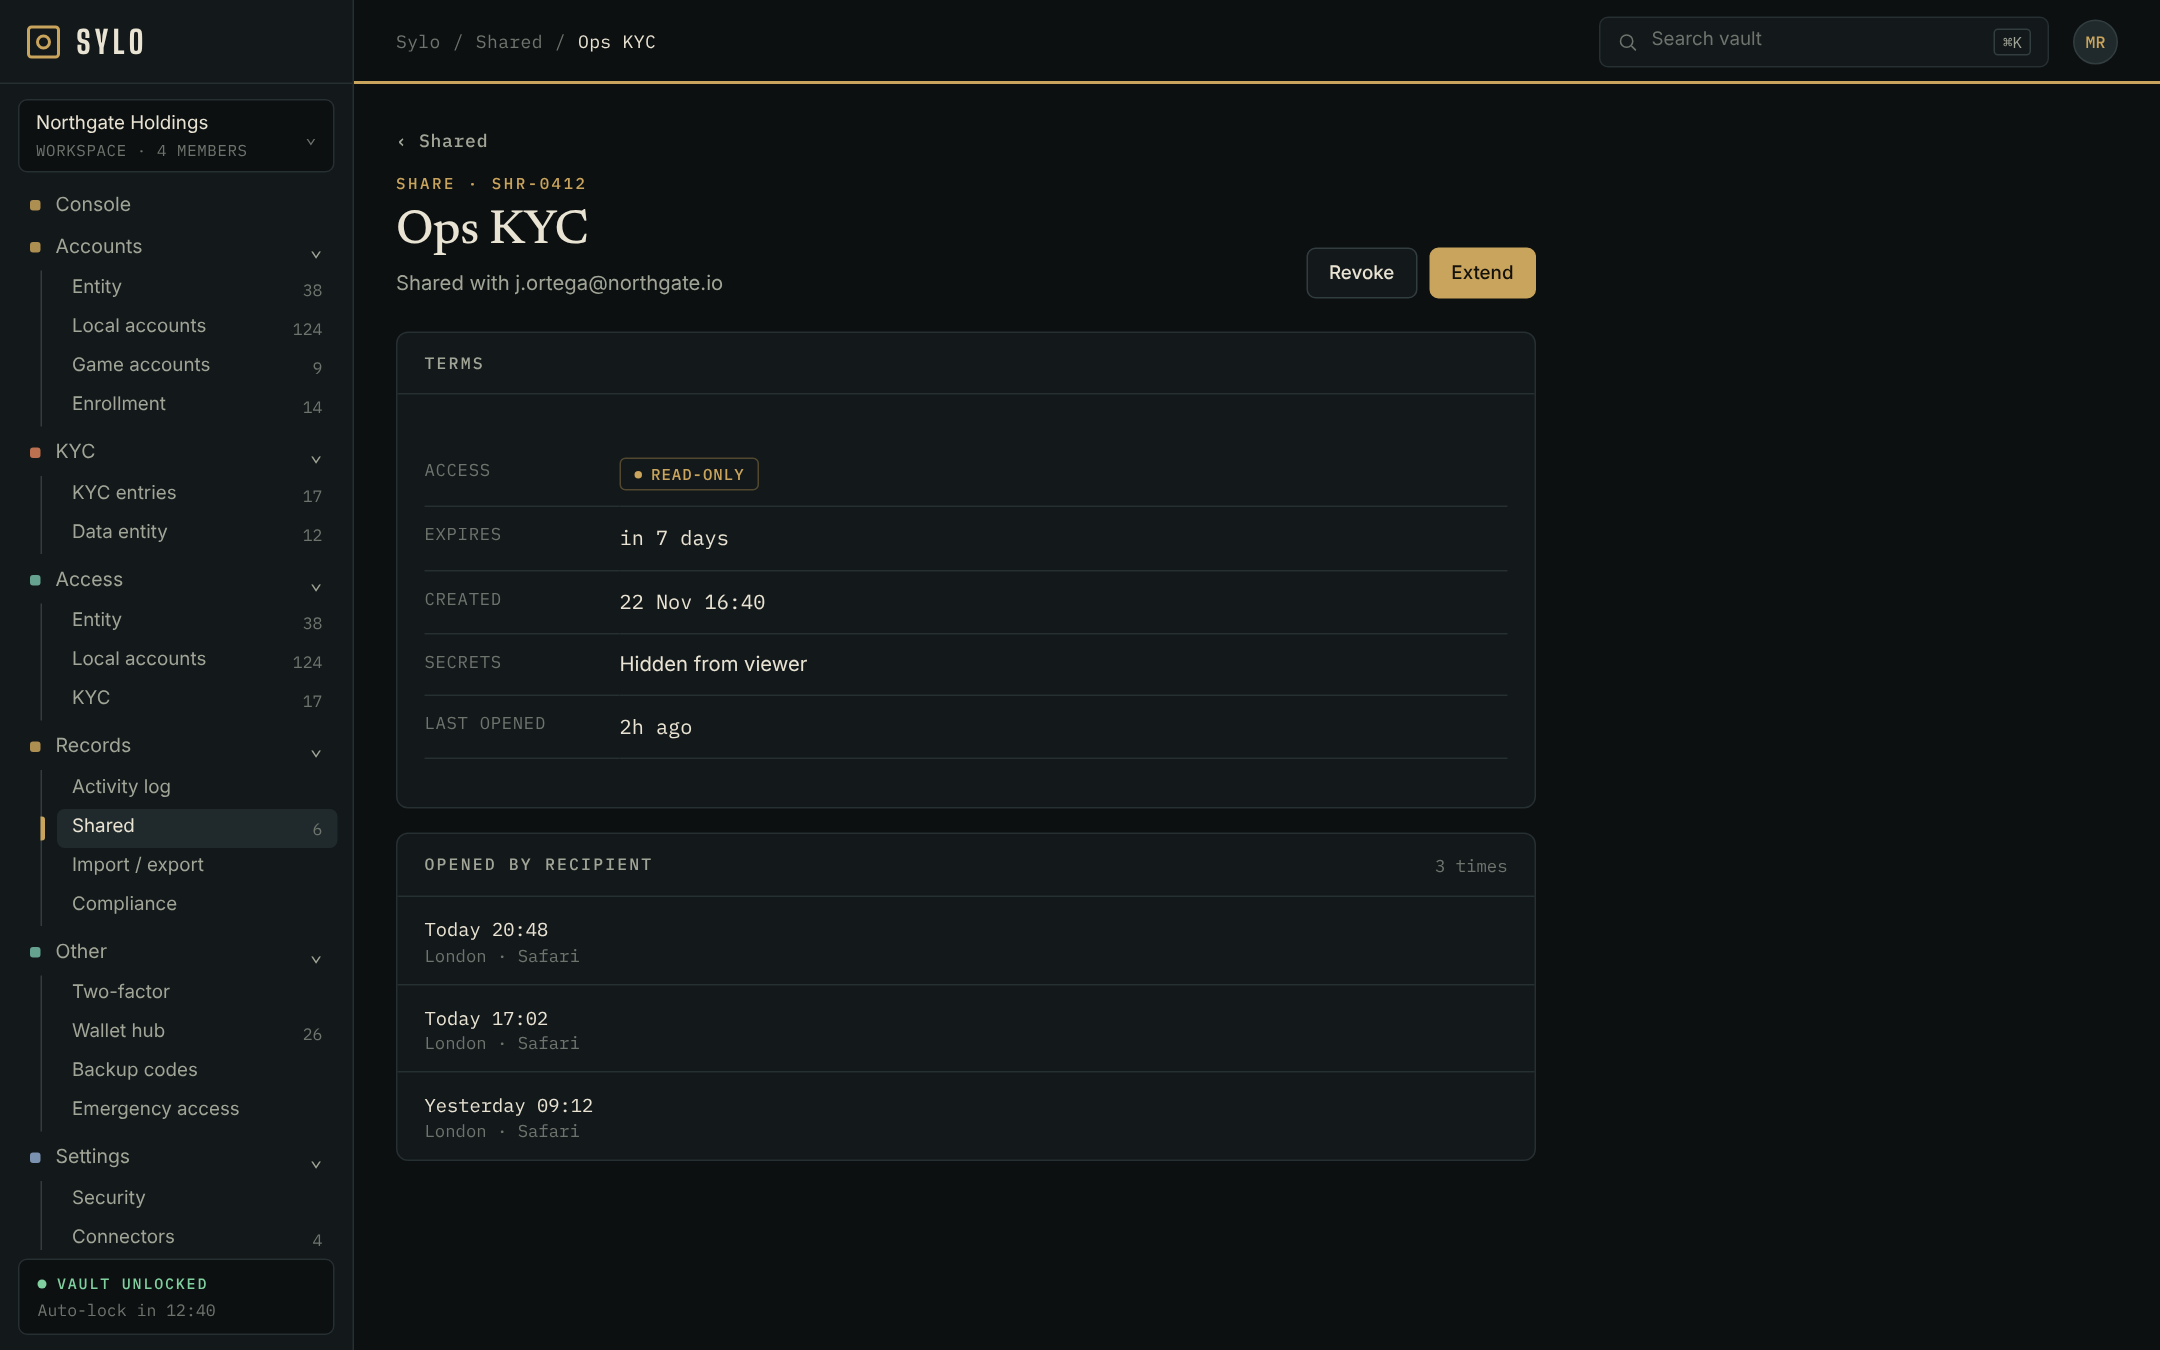 SYLO
Northgate Holdings
WORKSPACE · 4 MEMBERS
Console
Accounts
Entity 38
Local accounts 124
Game accounts 9
Enrollment 14
KYC
KYC entries 17
Data entity 12
Access
Entity 38
Local accounts 124
KYC 17
Records
Activity log
Shared 6
Import / export
Compliance
Other
Two-factor
Wallet hub 26
Backup codes
Emergency access
Settings
Security
Connectors 4
VAULT UNLOCKED
Auto-lock in 12:40
Sylo / Shared / Ops KYC
Search vault ⌘K
MR
‹ Shared
SHARE · SHR-0412
Ops KYC
Shared with j.ortega@northgate.io
Revoke Extend
TERMS
ACCESS READ-ONLY
EXPIRES in 7 days
CREATED 22 Nov 16:40
SECRETS Hidden from viewer
LAST OPENED 2h ago
OPENED BY RECIPIENT 3 times
Today 20:48
London · Safari
Today 17:02
London · Safari
Yesterday 09:12
London · Safari